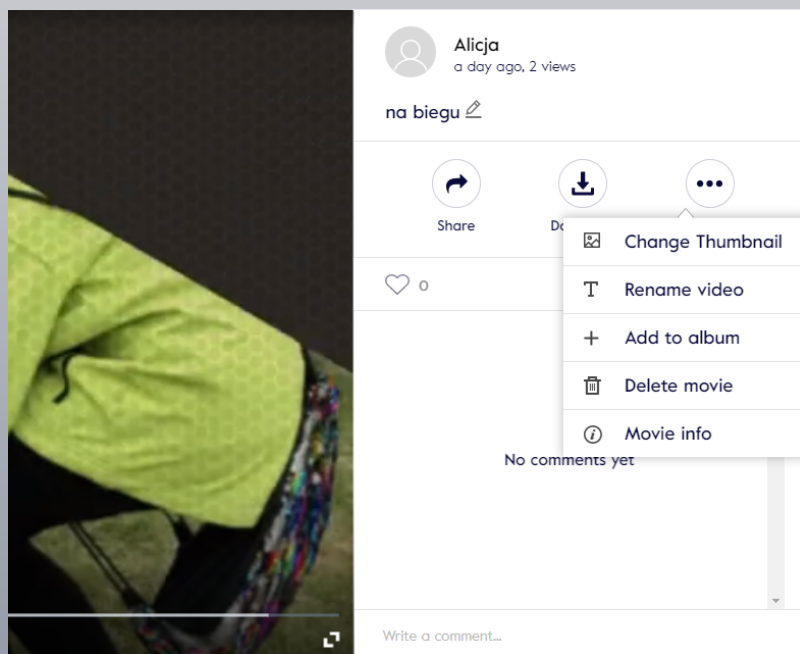 Alicja
a day ago, 2 views
na biegu
Share
Change Thumbnail
0
Rename video
Add to album
Delete movie
Movie info
No comments yet
Write a comment...